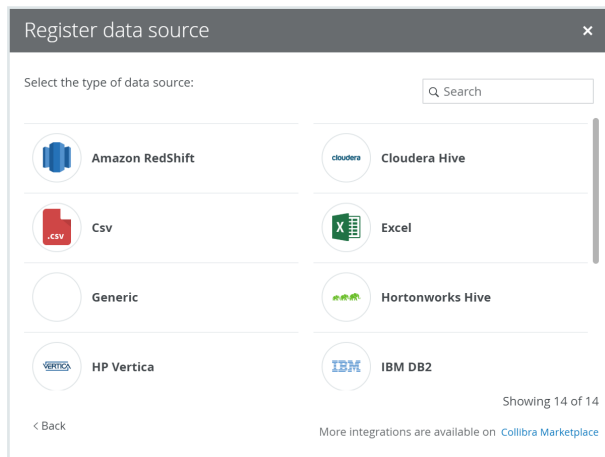 Register data source ×
Select the type of data source:
Search
Amazon RedShift
cloudera Cloudera Hive
.csv Csv
X Excel
Generic
Hortonworks Hive
VERTICA HP Vertica
IBM IBM DB2
Showing 14 of 14
< Back
More integrations are available on Collibra Marketplace